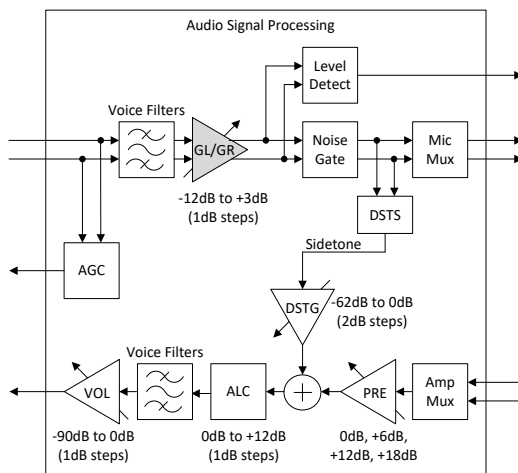 Audio Signal Processing
Level
Detect
Voice Filters
GL/GR
Noise
Gate
Mic
Mux
-12dB to +3dB
(1dB steps)
DSTS
Sidetone
AGC
DSTG
-62dB to 0dB
(2dB steps)
Voice Filters
VOL
ALC
PRE
Amp
Mux
-90dB to 0dB
(1dB steps)
0dB to +12dB
(1dB steps)
0dB, +6dB,
+12dB, +18dB